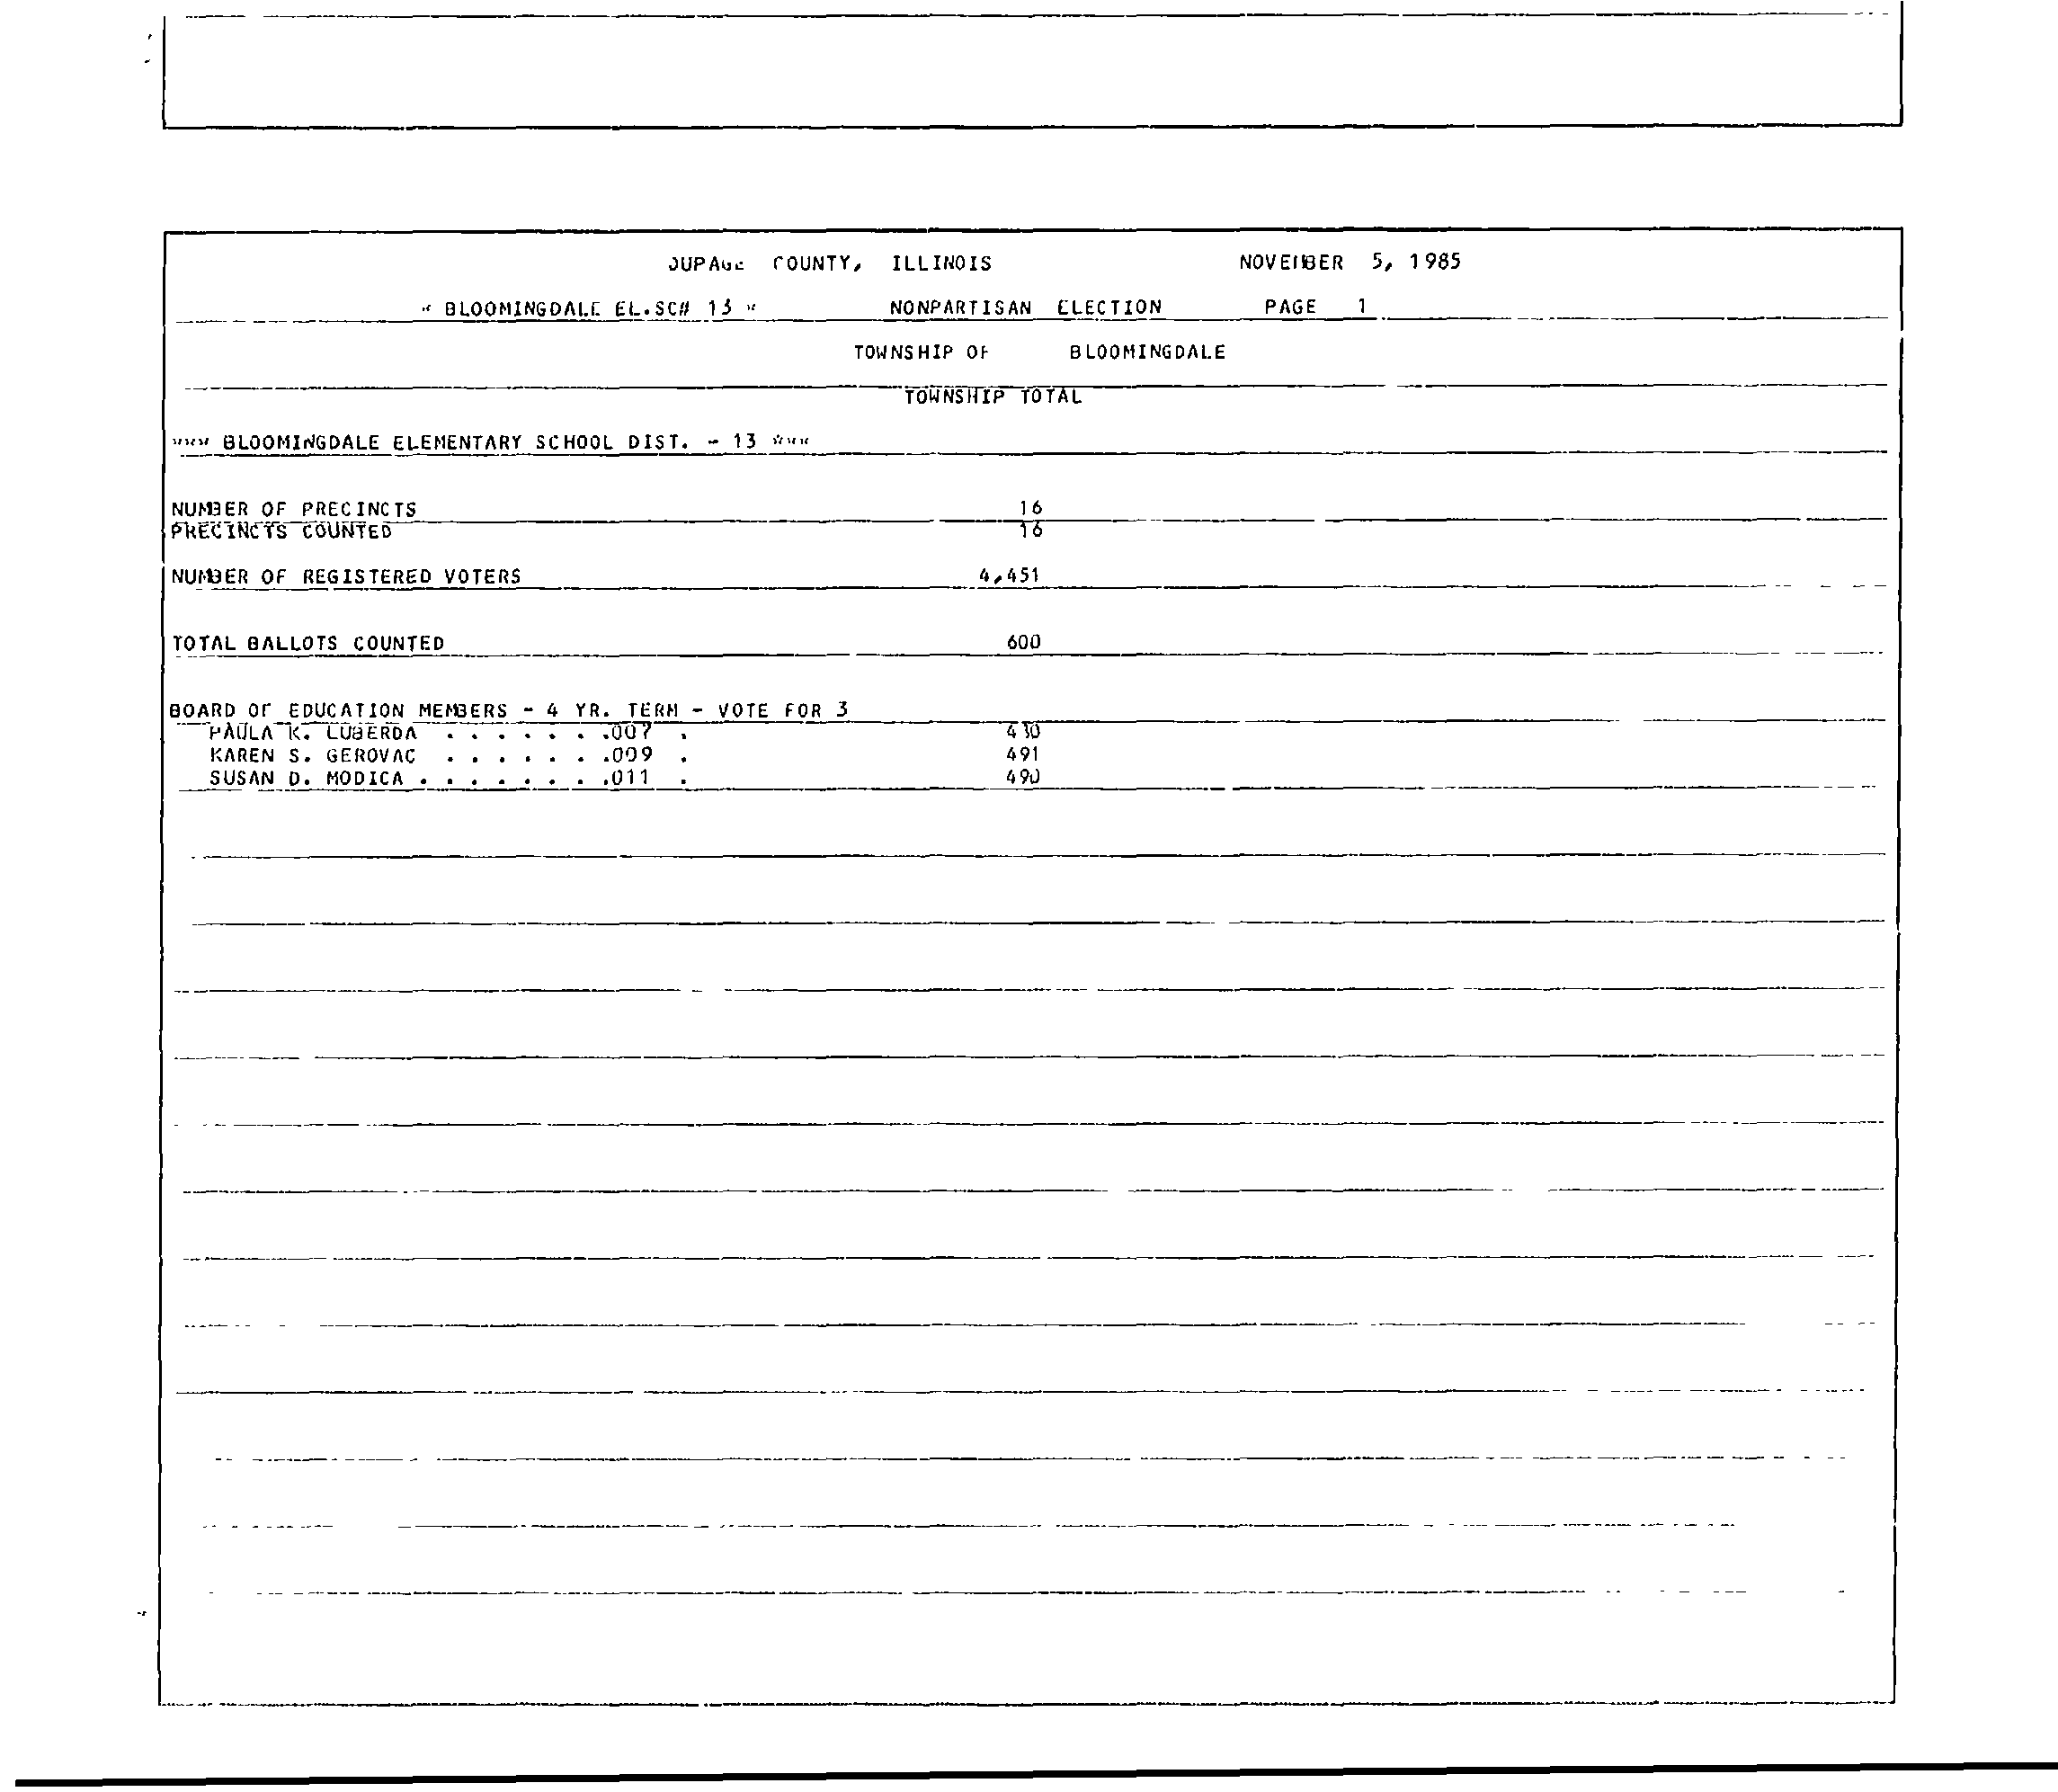 DUPAGE COUNTY, ILLINOIS NOVEMBER 5, 1985
* BLOOMINGDALE EL.SC# 13 * NONPARTISAN ELECTION PAGE 1
TOWNSHIP OF BLOOMINGDALE
TOWNSHIP TOTAL
*** BLOOMINGDALE ELEMENTARY SCHOOL DIST. - 13 ***
NUMBER OF PRECINCTS 16
PRECINCTS COUNTED 16
NUMBER OF REGISTERED VOTERS 4,451
TOTAL BALLOTS COUNTED 600
BOARD OF EDUCATION MEMBERS - 4 YR. TERM - VOTE FOR 3
PAULA K. LUBERDA . . . . . . .007 .
KAREN S. GEROVAC . . . . . . .009 . 491
SUSAN D. MODICA . . . . . . . .011 . 490